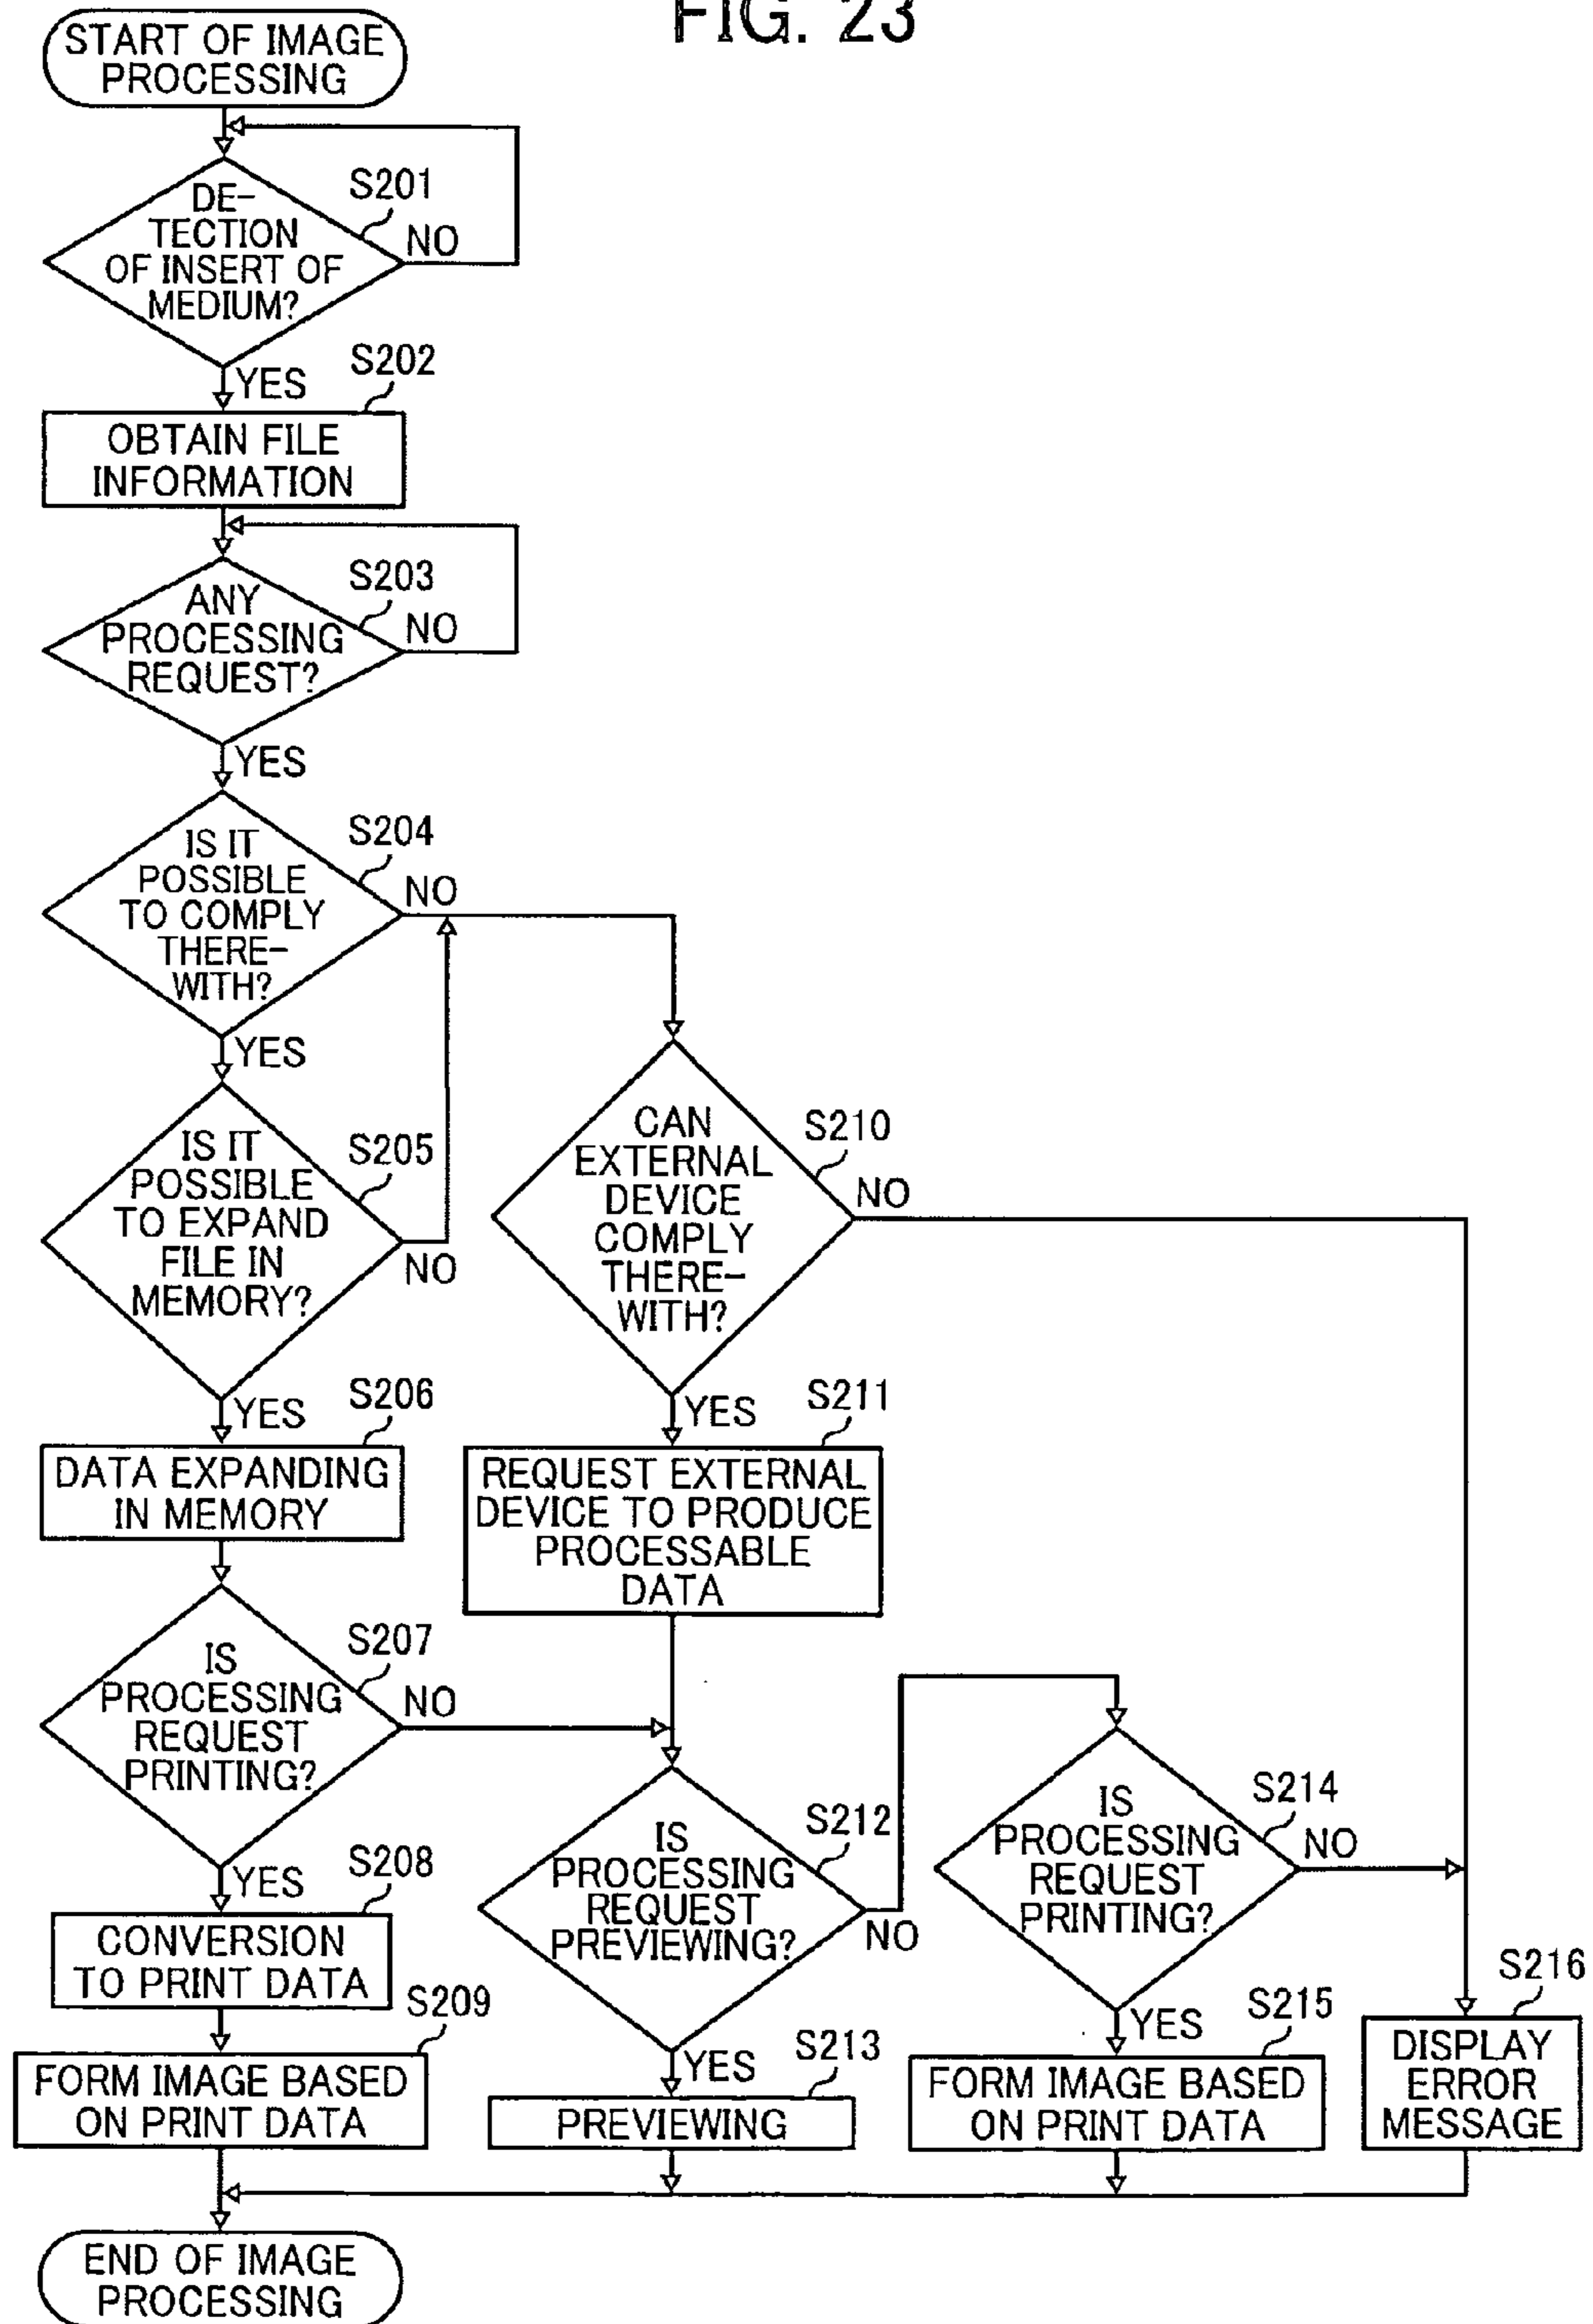 FIG. 23
START OF IMAGE
PROCESSING
S201
DE-
TECTION
OF INSERT OF
MEDIUM?
NO
YES
S202
OBTAIN FILE
INFORMATION
S203
ANY
PROCESSING
REQUEST?
NO
YES
S204
IS IT
POSSIBLE
TO COMPLY
THERE-
WITH?
NO
YES
S205
IS IT
POSSIBLE
TO EXPAND
FILE IN
MEMORY?
NO
YES
S206
DATA EXPANDING
IN MEMORY
S207
IS
PROCESSING
REQUEST
PRINTING?
NO
YES
S208
CONVERSION
TO PRINT DATA
S209
FORM IMAGE BASED
ON PRINT DATA
S210
CAN
EXTERNAL
DEVICE
COMPLY
THERE-
WITH?
NO
YES
S211
REQUEST EXTERNAL
DEVICE TO PRODUCE
PROCESSABLE
DATA
S212
IS
PROCESSING
REQUEST
PREVIEWING?
NO
YES
S213
PREVIEWING
S214
IS
PROCESSING
REQUEST
PRINTING?
NO
YES
S215
FORM IMAGE BASED
ON PRINT DATA
S216
DISPLAY
ERROR
MESSAGE
END OF IMAGE
PROCESSING